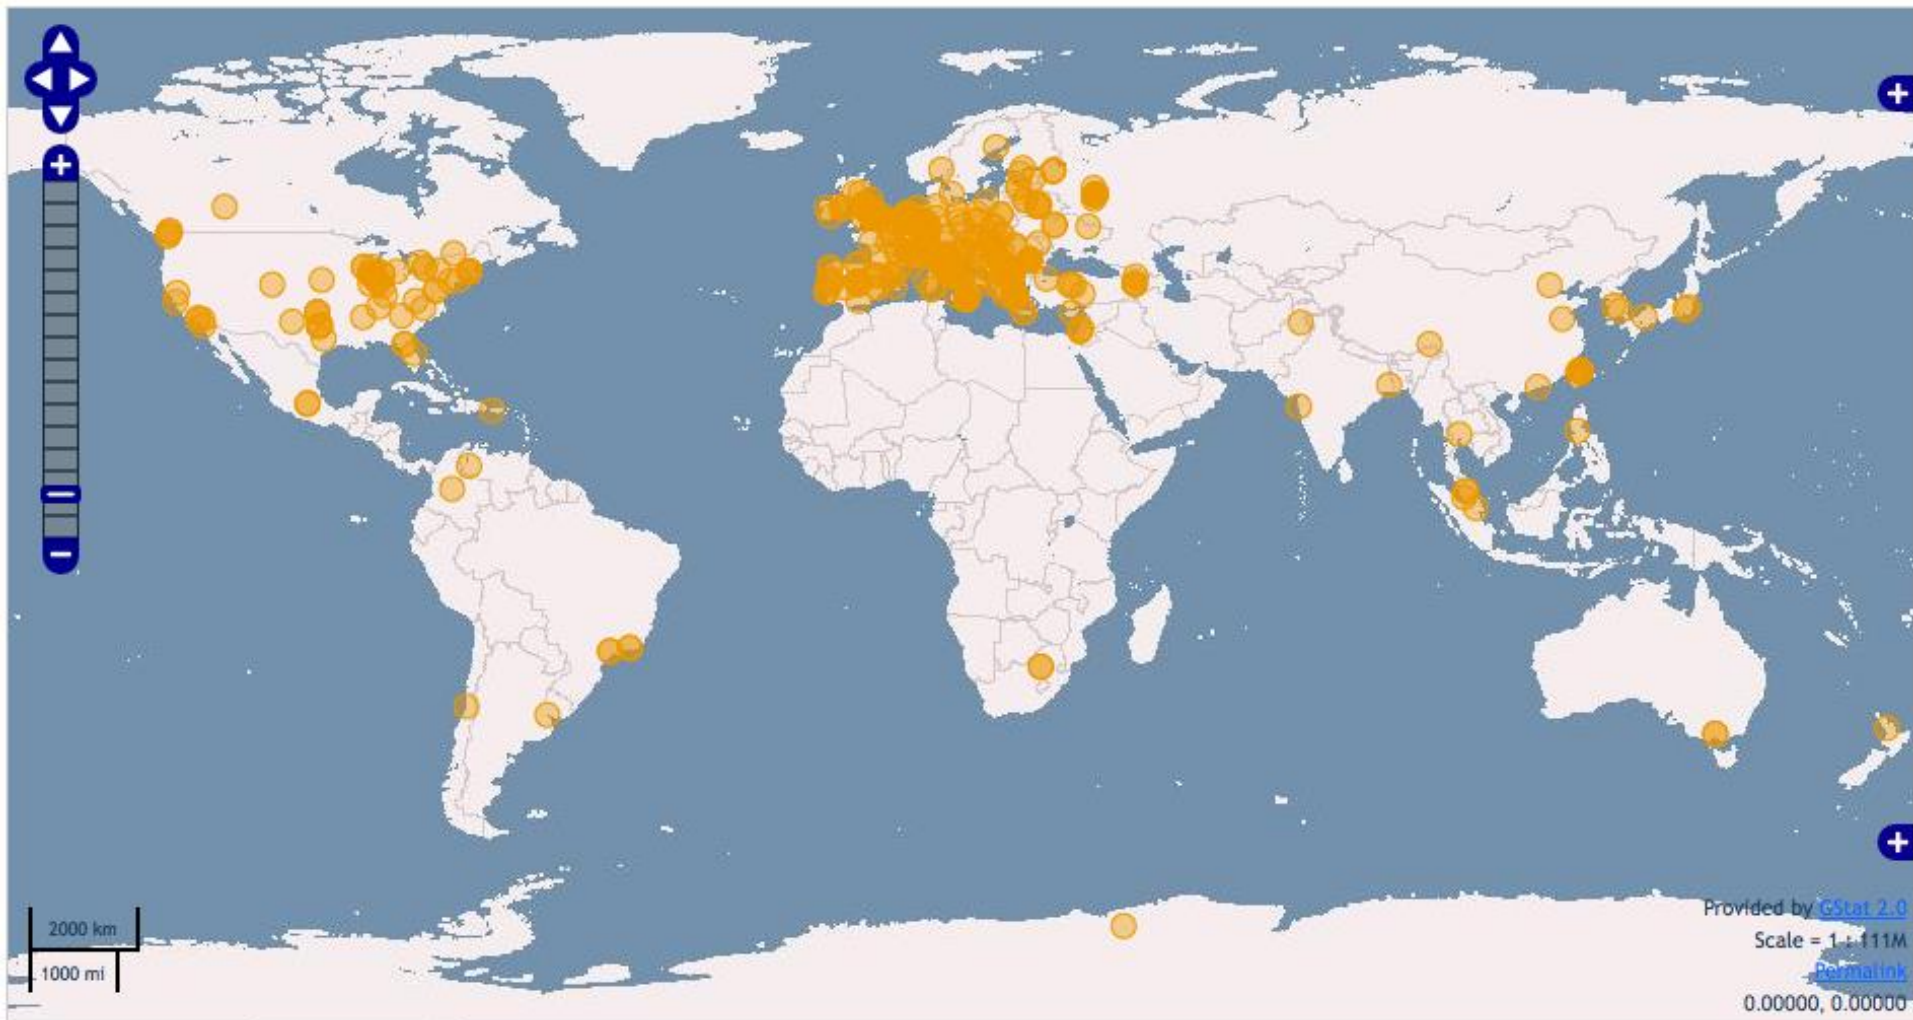 2000 km
1000 mi
Provided by GStat 2.0
Scale = 1 : 111M
Permalink
0.00000, 0.00000